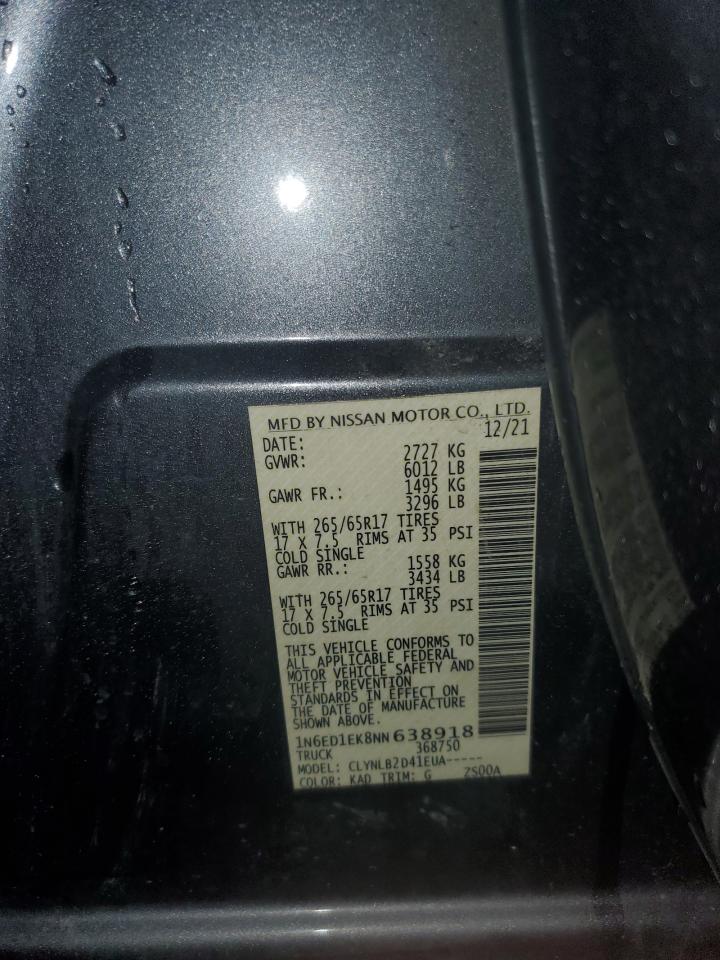 MFD BY NISSAN MOTOR CO., LTD.
DATE: 12/21
GVWR: 2727 KG
6012 LB
GAWR FR.: 1495 KG
3296 LB
WITH 265/65R17 TIRES
17 X 7.5 RIMS AT 35 PSI
COLD SINGLE
GAWR RR.: 1558 KG
3434 LB
WITH 265/65R17 TIRES
17 X 7.5 RIMS AT 35 PSI
COLD SINGLE
THIS VEHICLE CONFORMS TO
ALL APPLICABLE FEDERAL
MOTOR VEHICLE SAFETY AND
THEFT PREVENTION
STANDARDS IN EFFECT ON
THE DATE OF MANUFACTURE
SHOWN ABOVE.
1N6ED1EK8NN638918
TRUCK 368750
MODEL: CLYNLB2D41EUA-----
COLOR: KAD TRIM: G ZS00A